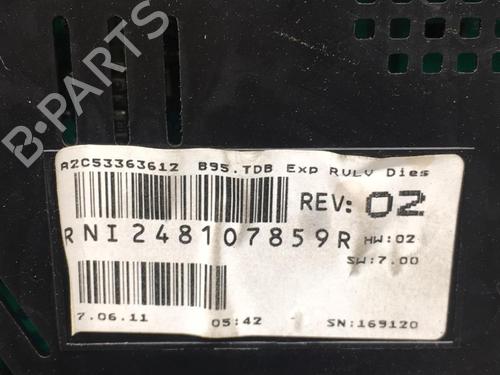 B-PARTS
A2C53363612 B95.TDB Exp RVLV Dies
REV: 02
RNI248107859R HW:02
SW:7.00
7.06.11 05:42 SN:169120